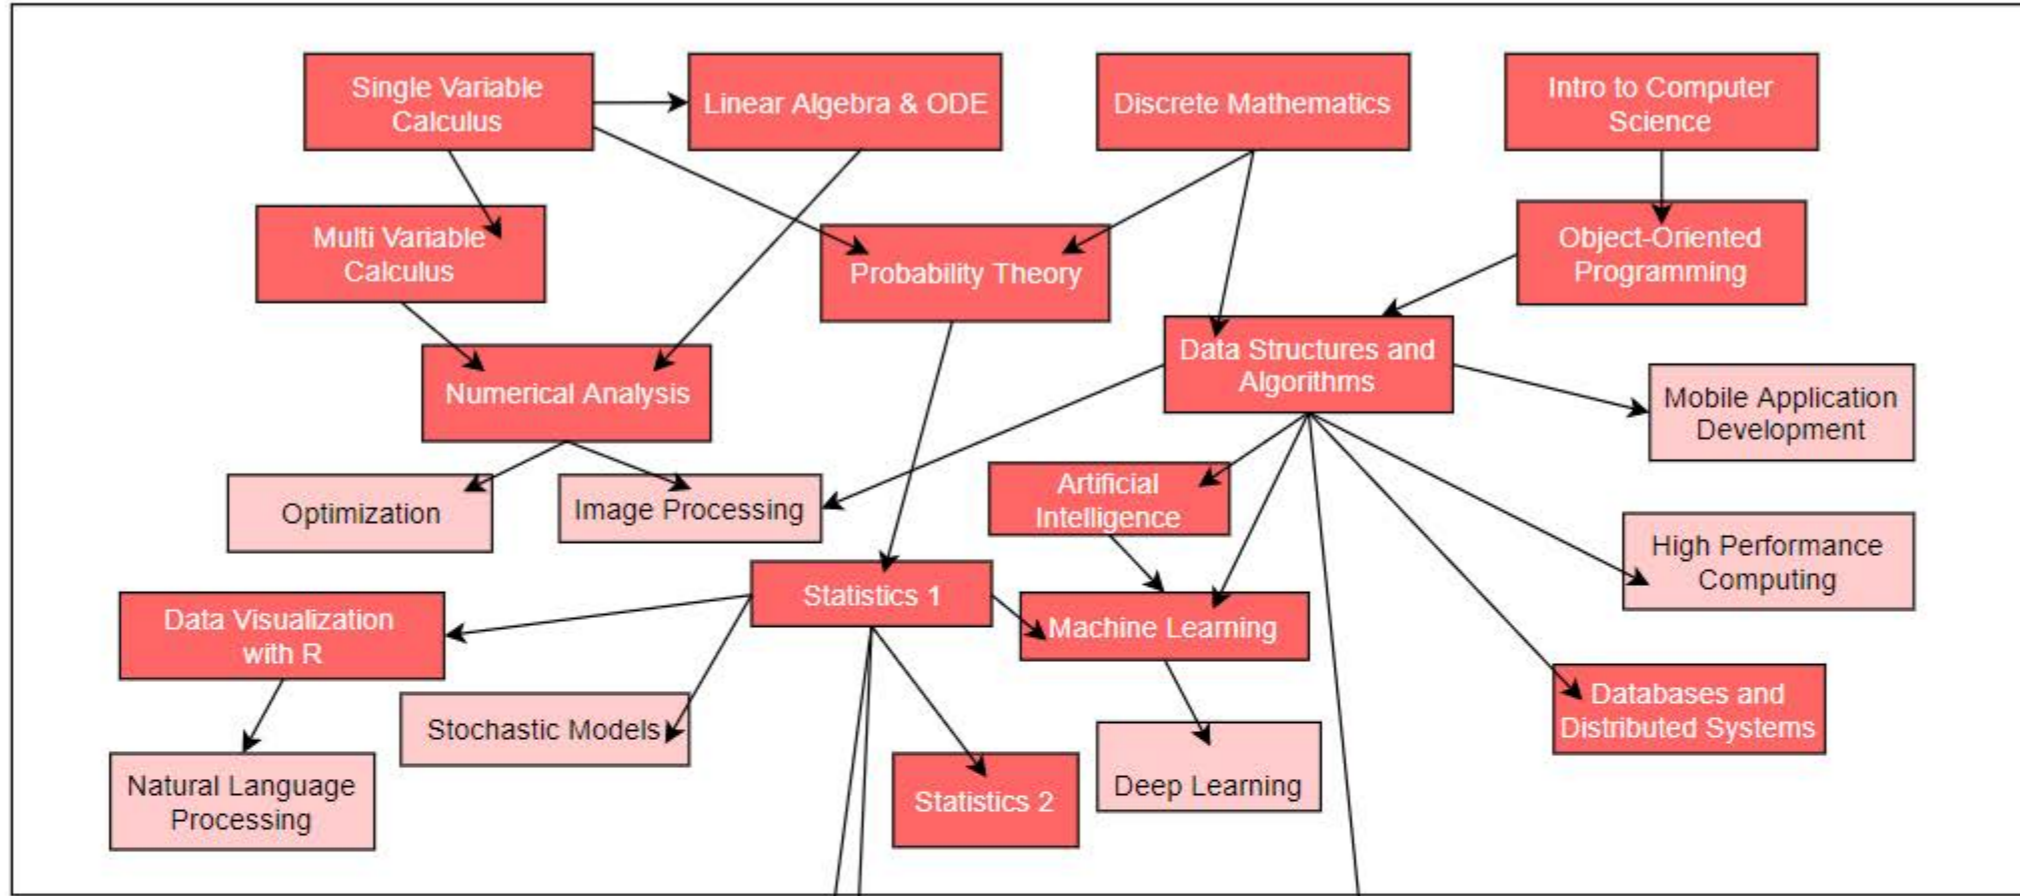 Single Variable
Calculus
Linear Algebra & ODE
Discrete Mathematics
Intro to Computer
Science
Multi Variable
Calculus
Probability Theory
Object-Oriented
Programming
Numerical Analysis
Data Structures and
Algorithms
Mobile Application
Development
Optimization
Image Processing
Artificial
Intelligence
High Performance
Computing
Data Visualization
with R
Statistics 1
Machine Learning
Databases and
Distributed Systems
Stochastic Models
Natural Language
Processing
Statistics 2
Deep Learning